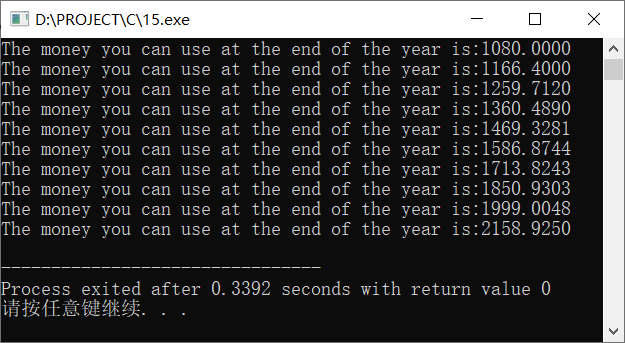 D:\PROJECT\C\15.exe
The money you can use at the end of the year is:1080.0000
The money you can use at the end of the year is:1166.4000
The money you can use at the end of the year is:1259.7120
The money you can use at the end of the year is:1360.4890
The money you can use at the end of the year is:1469.3281
The money you can use at the end of the year is:1586.8744
The money you can use at the end of the year is:1713.8243
The money you can use at the end of the year is:1850.9303
The money you can use at the end of the year is:1999.0048
The money you can use at the end of the year is:2158.9250
--------------------------------
Process exited after 0.3392 seconds with return value 0
请按任意键继续. . .